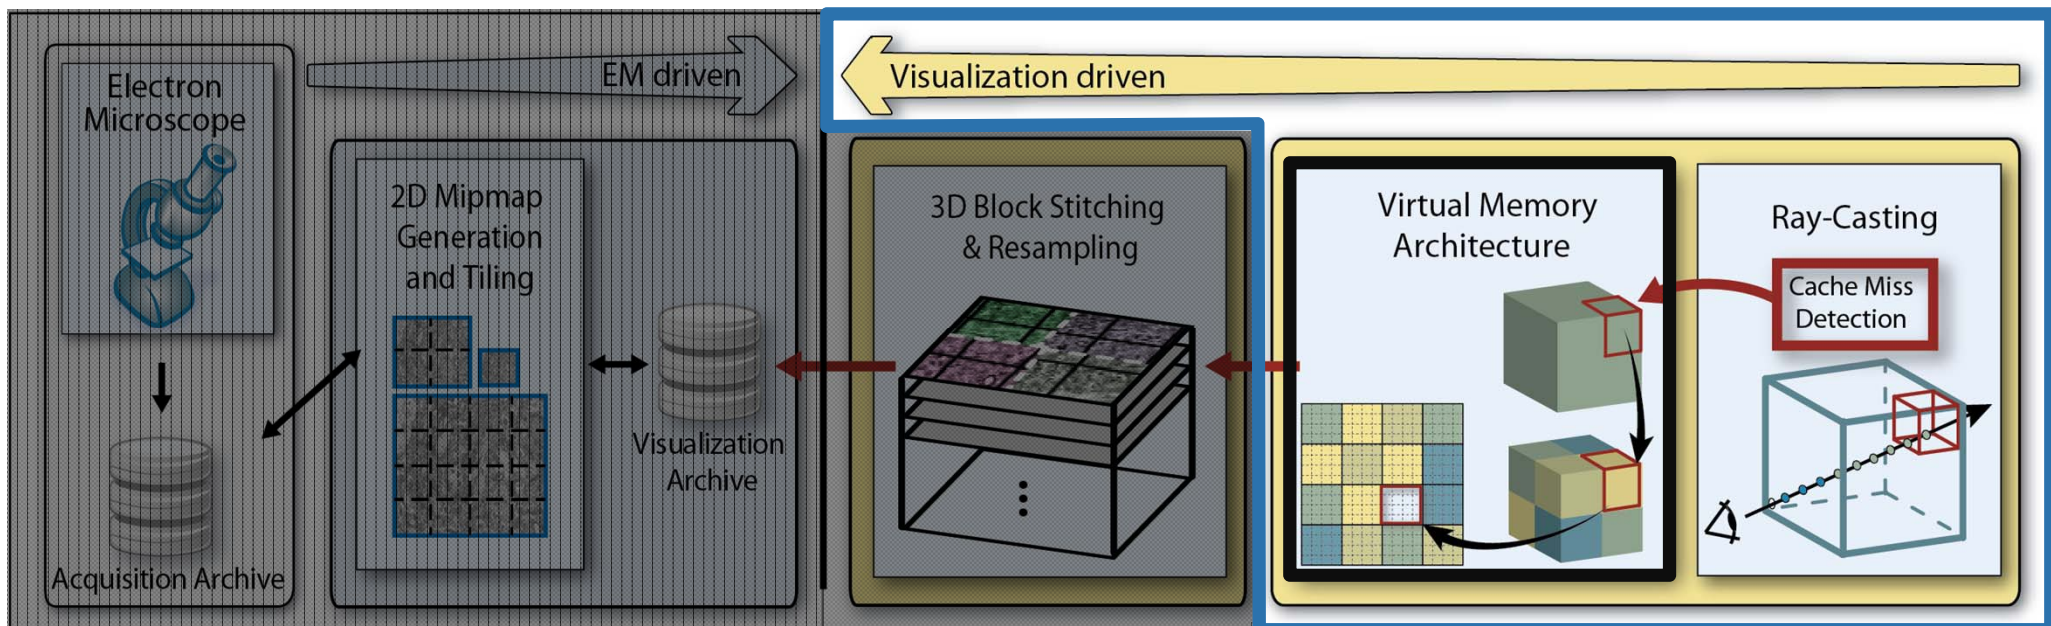 Electron
Microscope
Acquisition Archive
EM driven
2D Mipmap
Generation
and Tiling
Visualization
Archive
Visualization driven
3D Block Stitching
& Resampling
Virtual Memory
Architecture
Ray-Casting
Cache Miss
Detection